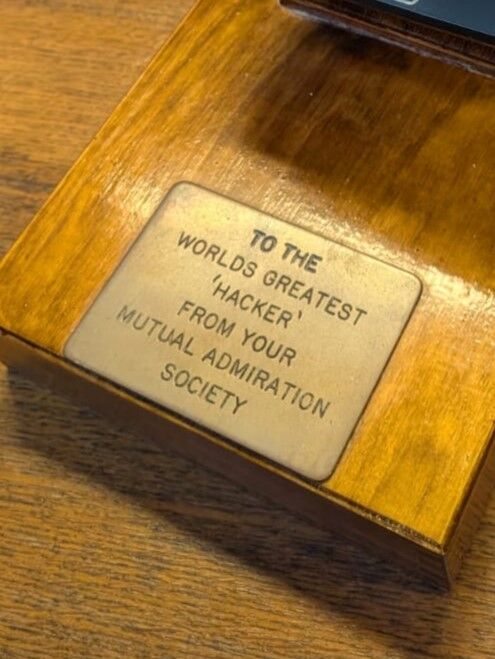 TO THE
WORLDS GREATEST
'HACKER'
FROM YOUR
MUTUAL ADMIRATION
SOCIETY